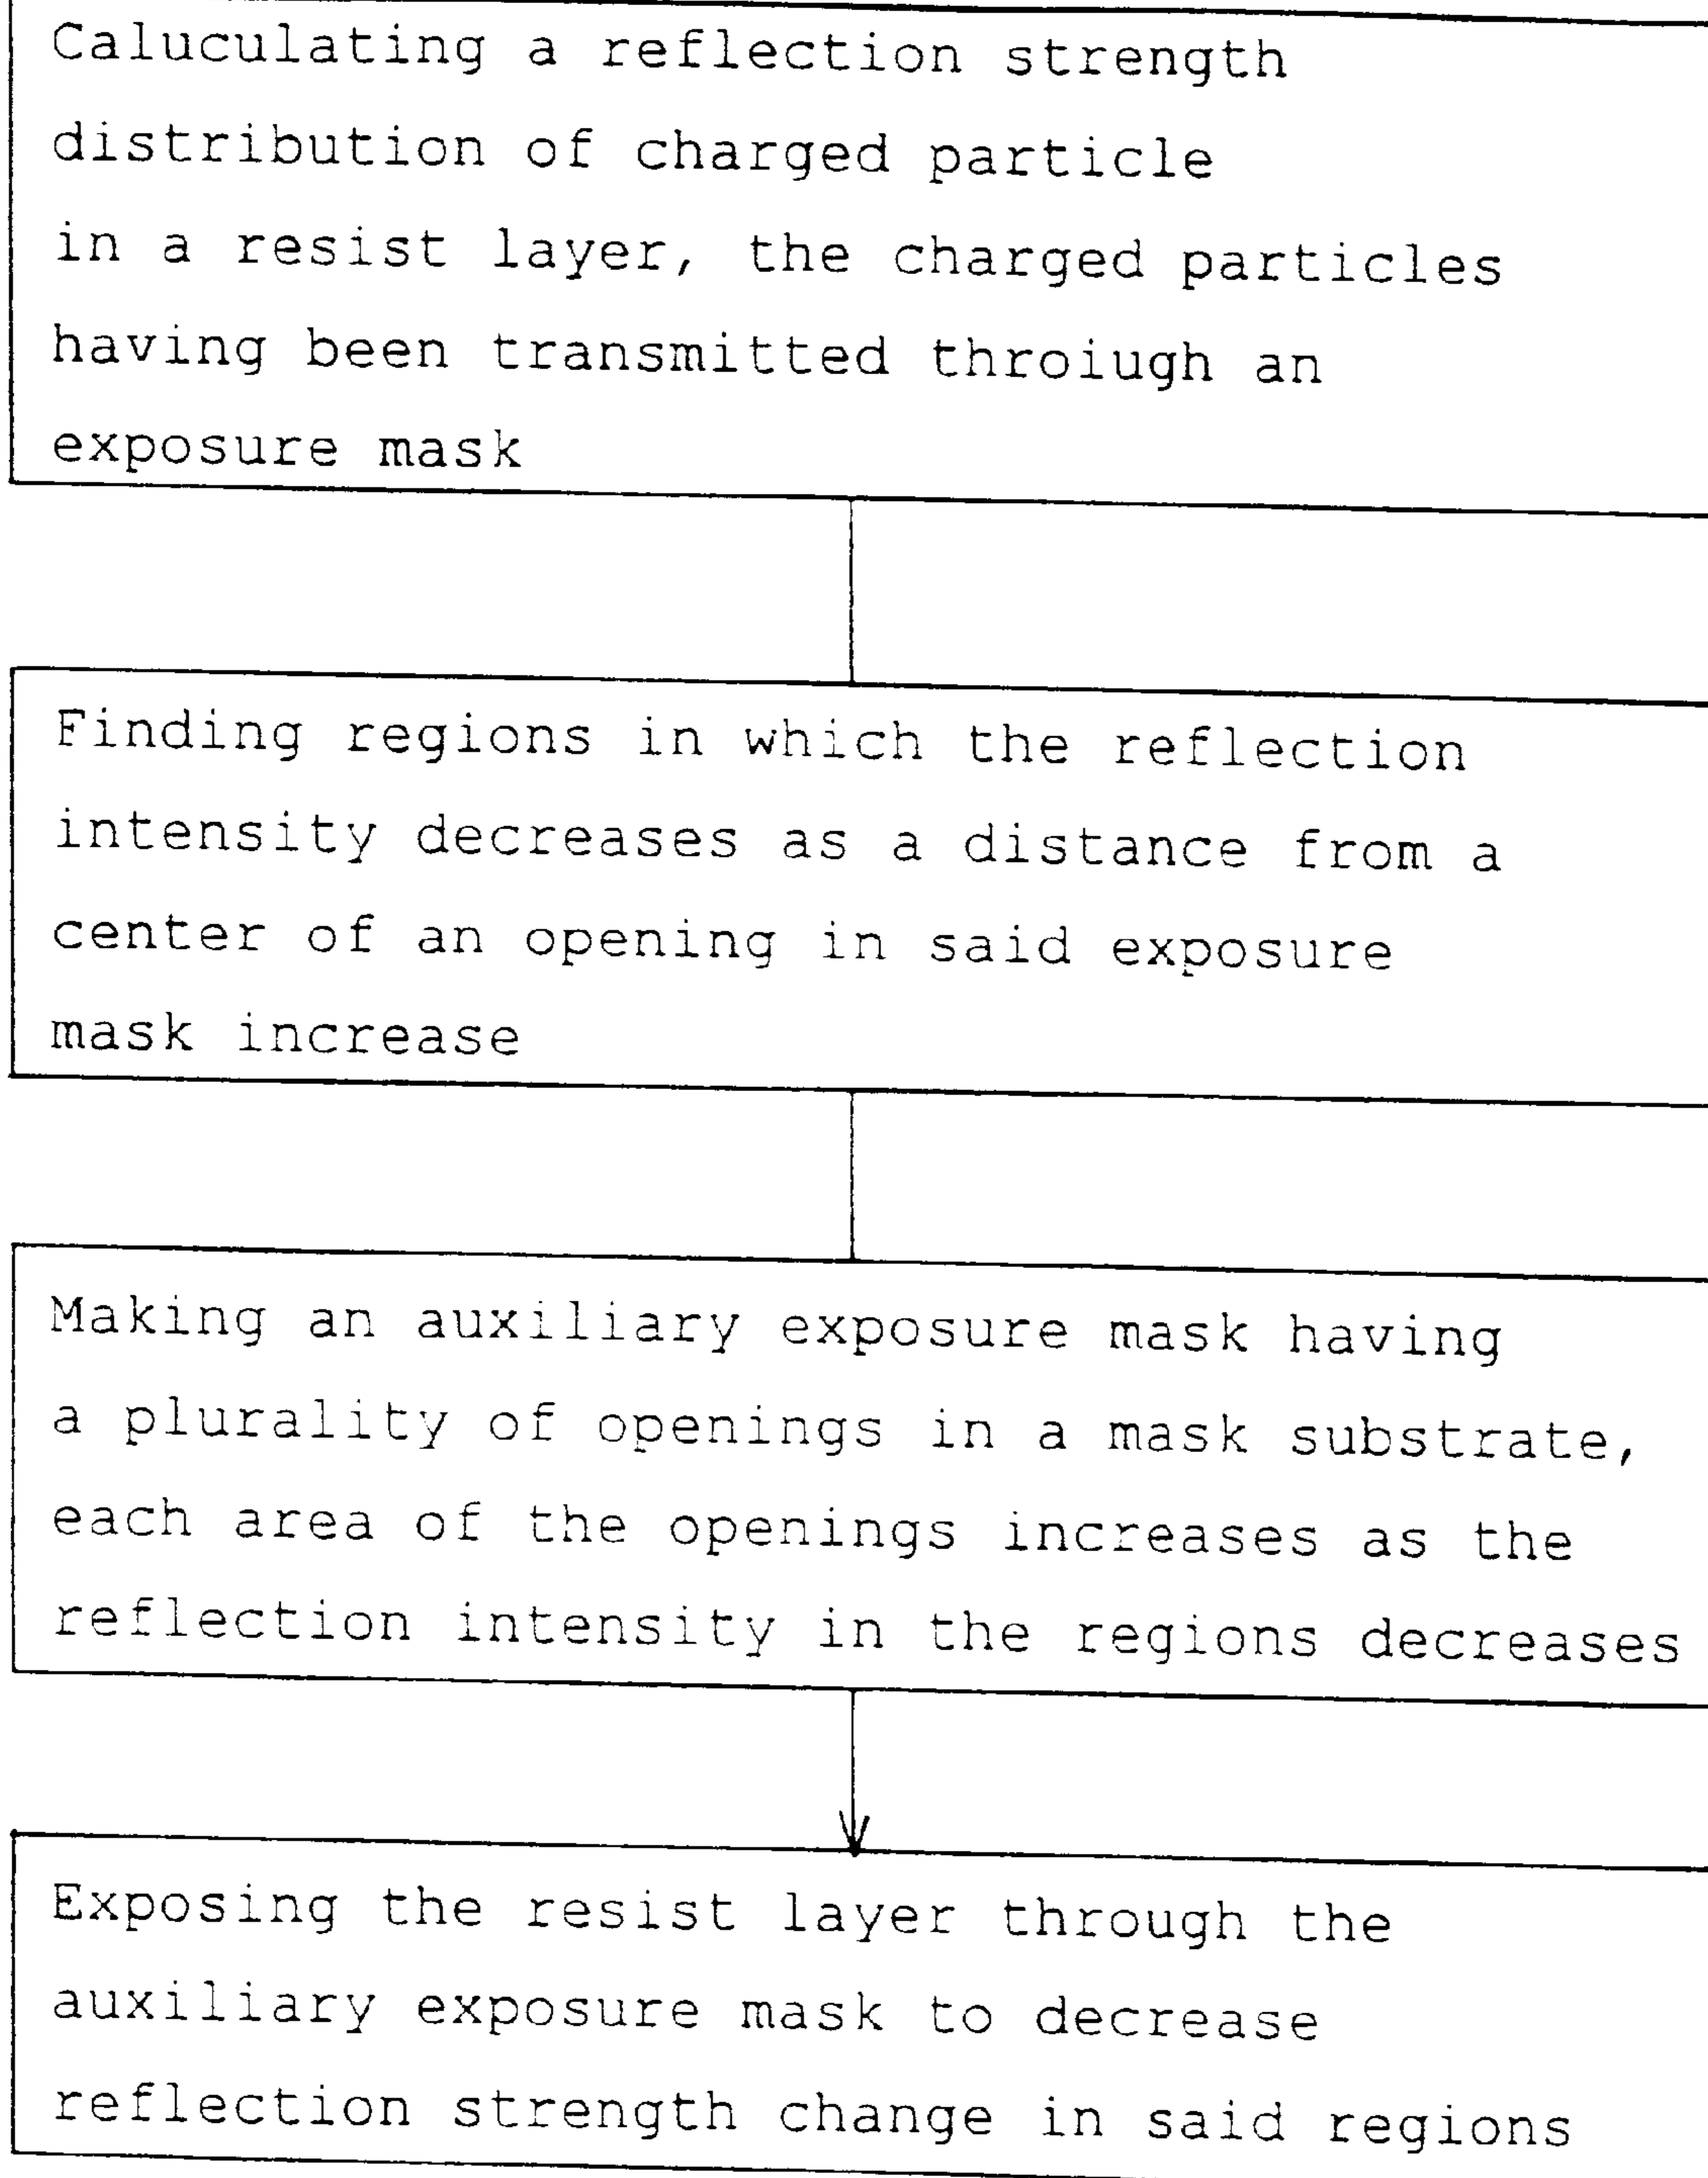 Caluculating a reflection strength
distribution of charged particle
in a resist layer, the charged particles
having been transmitted throiugh an
exposure mask
Finding regions in which the reflection
intensity decreases as a distance from a
center of an opening in said exposure
mask increase
Making an auxiliary exposure mask having
a plurality of openings in a mask substrate,
each area of the openings increases as the
reflection intensity in the regions decreases
Exposing the resist layer through the
auxiliary exposure mask to decrease
reflection strength change in said regions